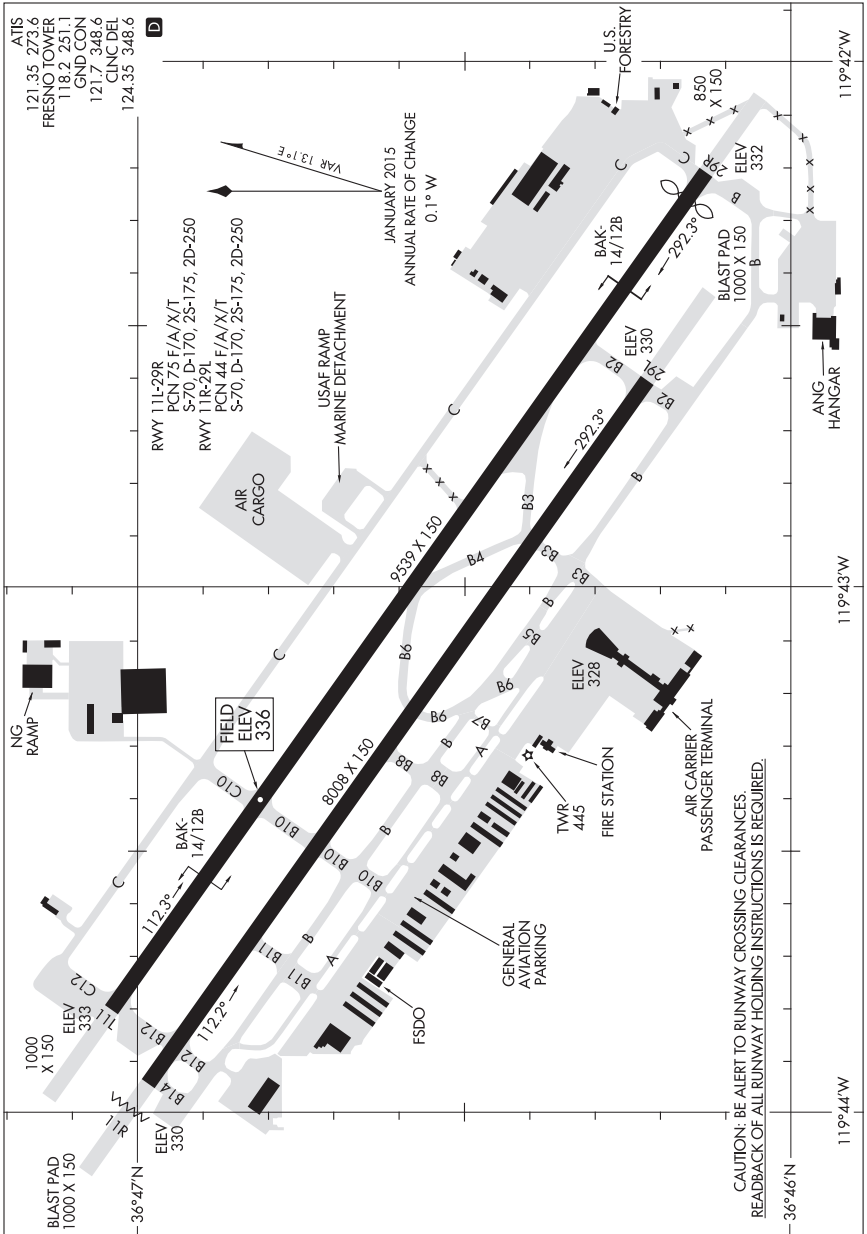 ATIS
121.35 273.6
FRESNO TOWER
118.2 251.1
GND CON
121.7 348.6
CLNC DEL
124.35 348.6
D
VAR 13.1° E
JANUARY 2015
ANNUAL RATE OF CHANGE
0.1° W
RWY 11L-29R
PCN 75 F/A/X/T
S-70, D-170, 2S-175, 2D-250
RWY 11R-29L
PCN 44 F/A/X/T
S-70, D-170, 2S-175, 2D-250
U.S.
FORESTRY
850
X 150
USAF RAMP
MARINE DETACHMENT
AIR
CARGO
NG
RAMP
FIELD
ELEV
336
C
C
C
C
C
C10
C12
BAK-
14/12B
BAK-
14/12B
112.3°
292.3°
9539 X 150
11L
29R
ELEV
333
ELEV
332
1000
X 150
BLAST PAD
1000 X 150
BLAST PAD
1000 X 150
11R
29L
ELEV
330
ELEV
330
112.2°
292.3°
8008 X 150
B14
B12
B12
B11
B11
B10
B10
B10
B8
B8
B7
B6
B6
B6
B5
B4
B3
B3
B3
B2
B2
B
B
B
B
B
B
B
A
A
ELEV
328
TWR
445
FIRE STATION
AIR CARRIER
PASSENGER TERMINAL
GENERAL
AVIATION
PARKING
FSDO
ANG
HANGAR
CAUTION: BE ALERT TO RUNWAY CROSSING CLEARANCES.
READBACK OF ALL RUNWAY HOLDING INSTRUCTIONS IS REQUIRED.
36°47'N
36°46'N
119°44'W
119°43'W
119°42'W